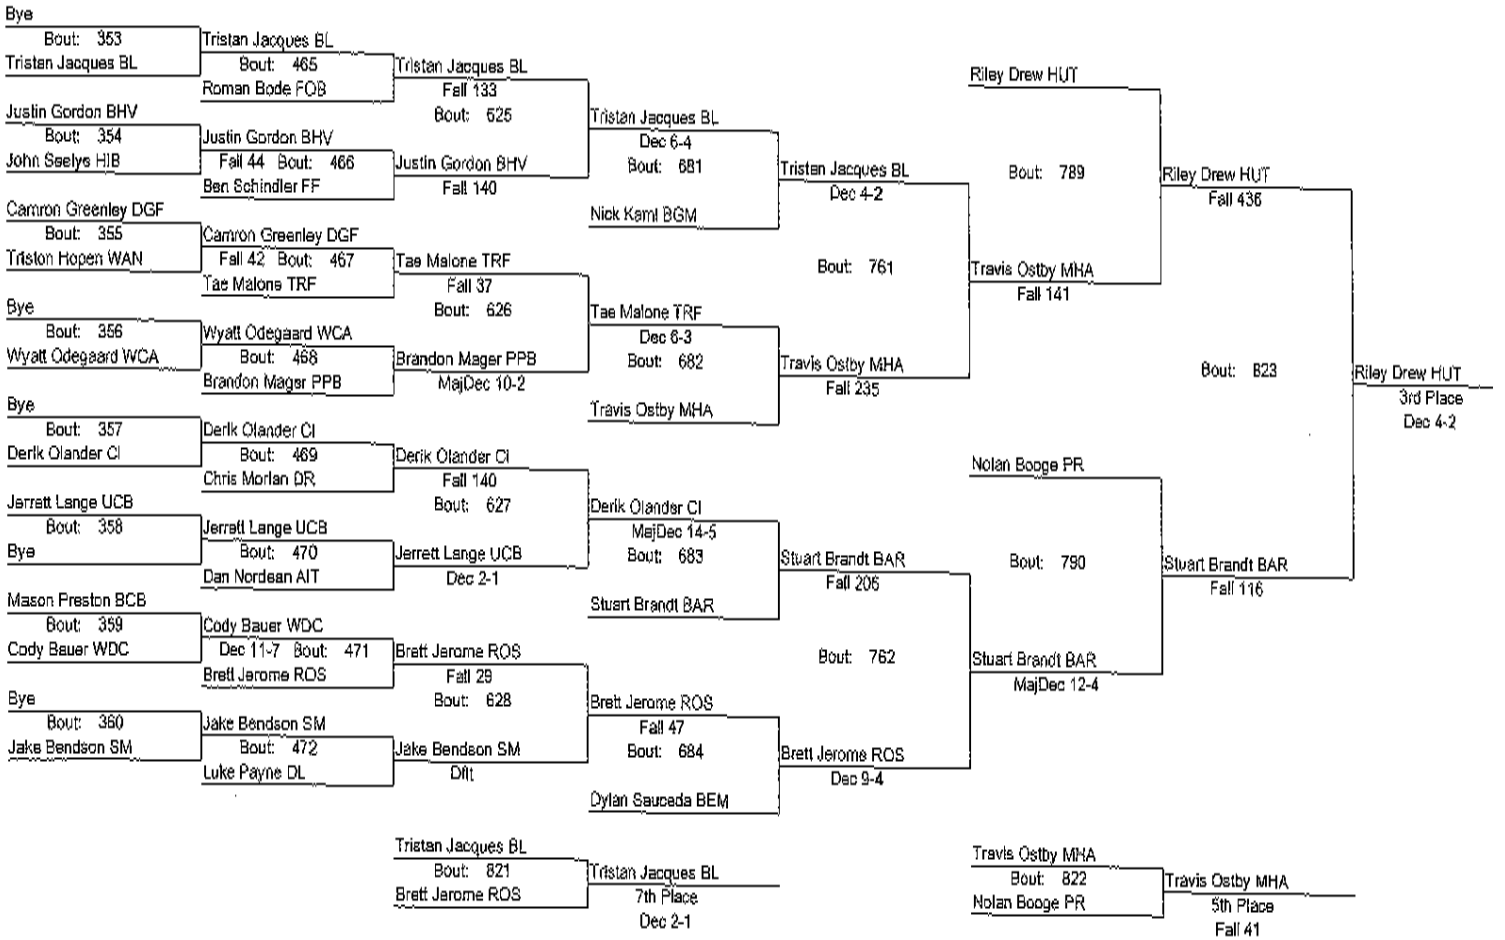 Bye
Bout: 353
Tristan Jacques BL
Justin Gordon BHV
Bout: 354
John Seelye HIB
Camron Greenley DGF
Bout: 355
Triston Hopen WAN
Bye
Bout: 356
Wyatt Odegaard WCA
Bye
Bout: 357
Derik Olander CI
Jerrett Lange UCB
Bout: 358
Bye
Mason Preston BCB
Bout: 359
Cody Bauer WDC
Bye
Bout: 360
Jake Bendson SM
Tristan Jacques BL
Bout: 465
Roman Bode FOB
Justin Gordon BHV
Fall 44 Bout: 466
Ben Schindler FF
Camron Greenley DGF
Fall 42 Bout: 467
Tae Malone TRF
Wyatt Odegaard WCA
Bout: 468
Brandon Mager PPB
Derik Olander CI
Bout: 469
Chris Morlan DR
Jerrett Lange UCB
Bout: 470
Dan Nordean AIT
Cody Bauer WDC
Dec 11-7 Bout: 471
Brett Jerome ROS
Jake Bendson SM
Bout: 472
Luke Payne DL
Tristan Jacques BL
Fall 133
Bout: 625
Justin Gordon BHV
Fall 140
Tae Malone TRF
Fall 37
Bout: 626
Brandon Mager PPB
MajDec 10-2
Derik Olander CI
Fall 140
Bout: 627
Jerrett Lange UCB
Dec 2-1
Brett Jerome ROS
Fall 29
Bout: 628
Jake Bendson SM
Dflt
Tristan Jacques BL
Dec 6-4
Bout: 681
Nick Kaml BGM
Tae Malone TRF
Dec 6-3
Bout: 682
Travis Ostby MHA
Derik Olander CI
MajDec 14-5
Bout: 683
Stuart Brandt BAR
Brett Jerome ROS
Fall 47
Bout: 684
Dylan Sauceda BEM
Tristan Jacques BL
Dec 4-2
Bout: 761
Travis Ostby MHA
Fall 235
Stuart Brandt BAR
Fall 206
Bout: 762
Brett Jerome ROS
Dec 9-4
Riley Drew HUT
Bout: 789
Travis Ostby MHA
Fall 141
Nolan Booge PR
Bout: 790
Stuart Brandt BAR
MajDec 12-4
Riley Drew HUT
Fall 436
Bout: 823
Stuart Brandt BAR
Fall 116
Riley Drew HUT
3rd Place
Dec 4-2
Tristan Jacques BL
Bout: 821
Brett Jerome ROS
Tristan Jacques BL
7th Place
Dec 2-1
Travis Ostby MHA
Bout: 822
Nolan Booge PR
Travis Ostby MHA
5th Place
Fall 41